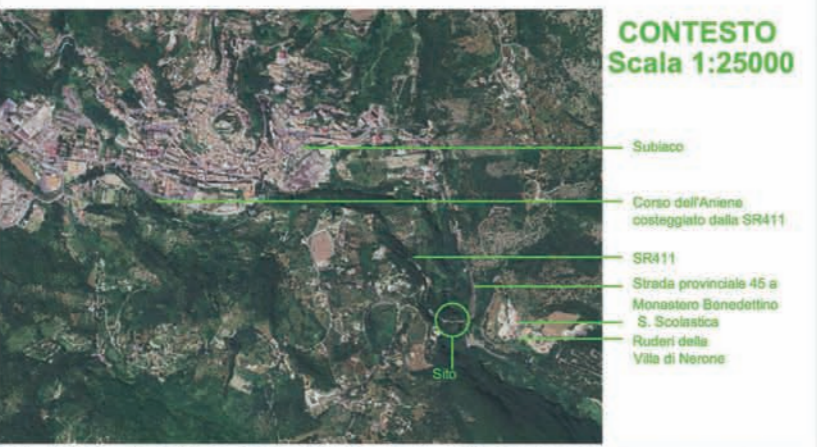 CONTESTO
Scala 1:25000
Subiaco
Corso dell'Aniene
costeggiato dalla SR411
SR411
Strada provinciale 45 a
Monastero Benedettino
S. Scolastica
Ruderi della
Villa di Nerone
Sito